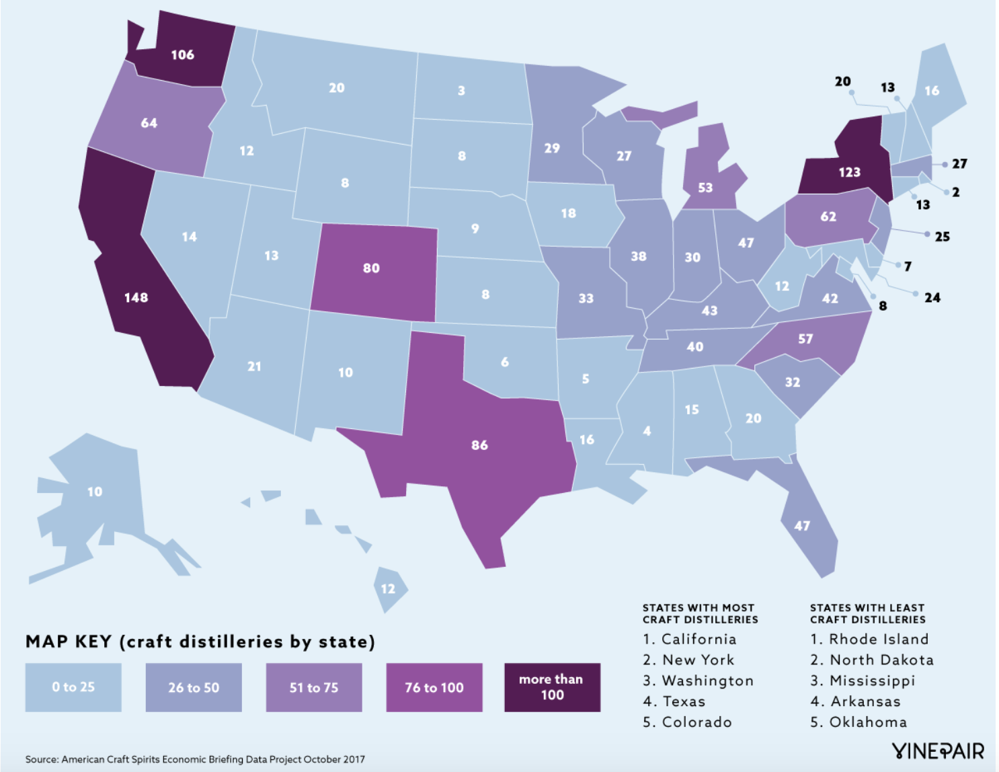 106
20
3
20
13
16
64
12
8
29
27
53
123
27
2
13
8
18
9
14
13
80
38
30
47
62
25
7
24
8
12
42
148
8
33
43
57
40
32
21
10
6
5
15
20
4
16
86
10
47
12
STATES WITH MOST
CRAFT DISTILLERIES
1. California
2. New York
3. Washington
4. Texas
5. Colorado
STATES WITH LEAST
CRAFT DISTILLERIES
1. Rhode Island
2. North Dakota
3. Mississippi
4. Arkansas
5. Oklahoma
MAP KEY (craft distilleries by state)
0 to 25
26 to 50
51 to 75
76 to 100
more than
100
Source: American Craft Spirits Economic Briefing Data Project October 2017
VINEPAIR